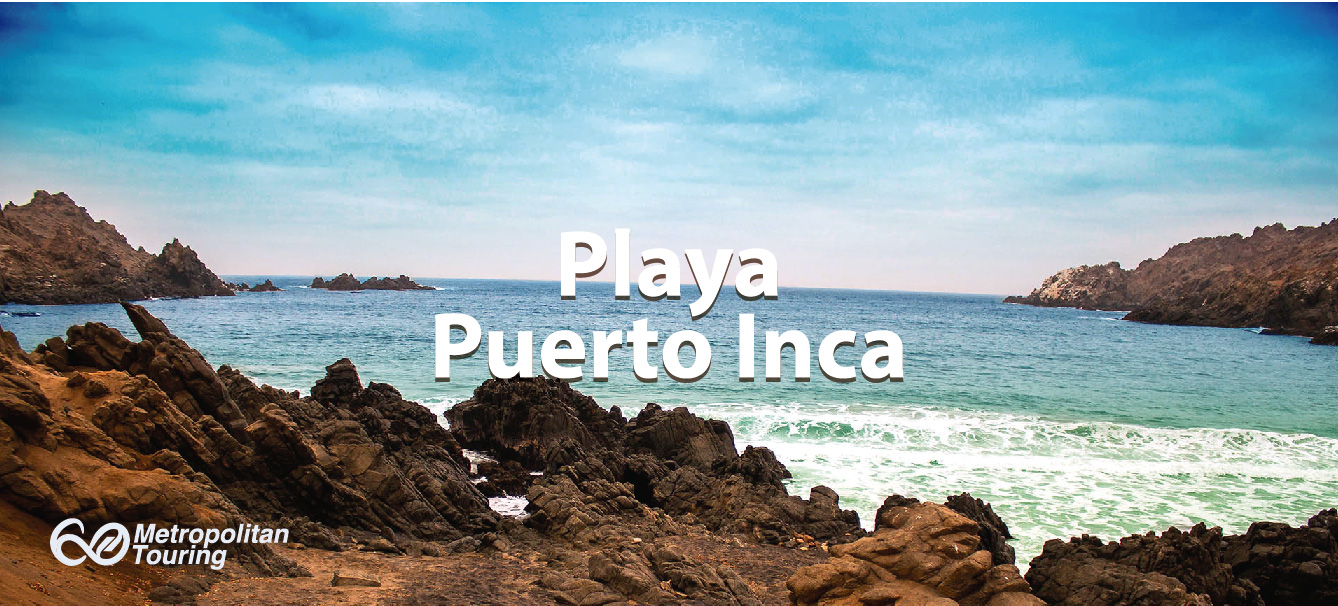 Playa
Puerto Inca
Metropolitan
Touring